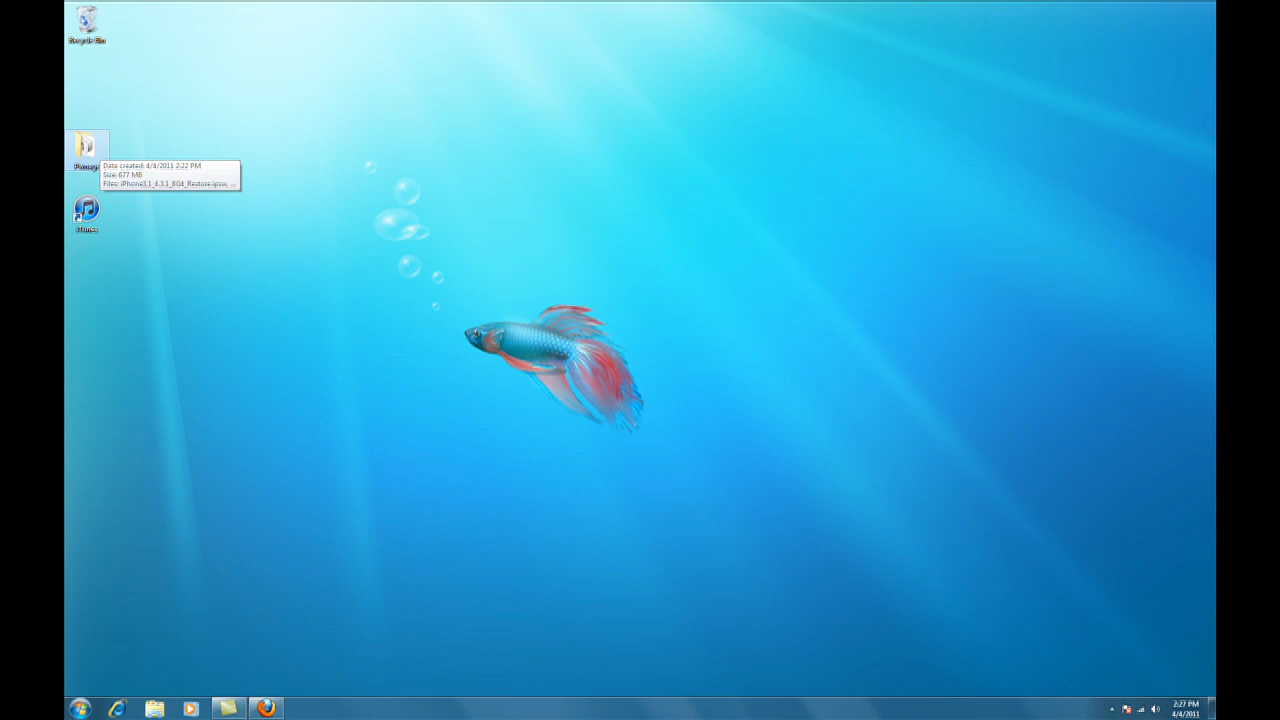 Recycle Bin
Date created: 4/4/2011 2:22 PM
Size: 677 MB
Files: iPhone3,1_4.3.1_8G4_Restore.ipsw, ...
iTunes
2:27 PM
4/4/2011